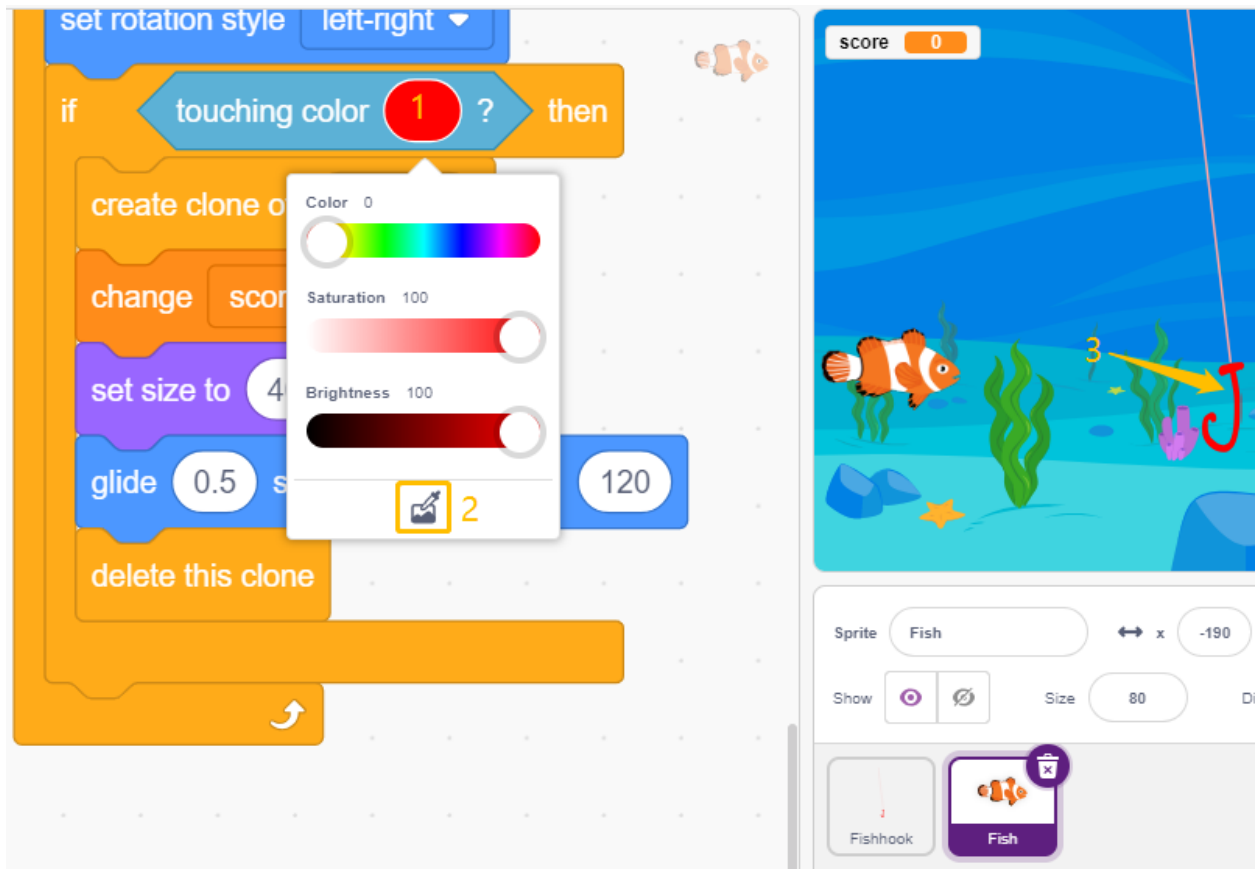 set rotation style left-right
if touching color 1 ? then
create clone o
Color 0
change scor
Saturation 100
set size to 4
Brightness 100
glide 0.5 s 120
2
delete this clone
score 0
3
J
Sprite Fish x -190
Show Size 80 Di
Fishhook Fish